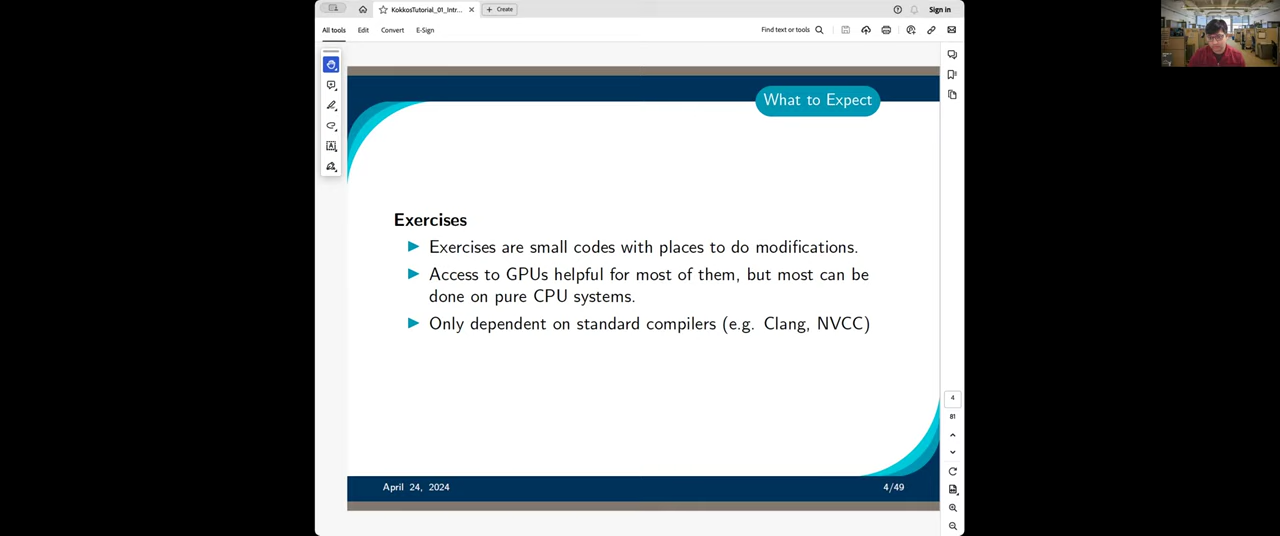 KokkosTutorial_01_Intr...
Create
Sign in
All tools
Edit
Convert
E-Sign
Find text or tools
What to Expect
Exercises
Exercises are small codes with places to do modifications.
Access to GPUs helpful for most of them, but most can be
done on pure CPU systems.
Only dependent on standard compilers (e.g. Clang, NVCC)
4
81
April 24, 2024
4/49